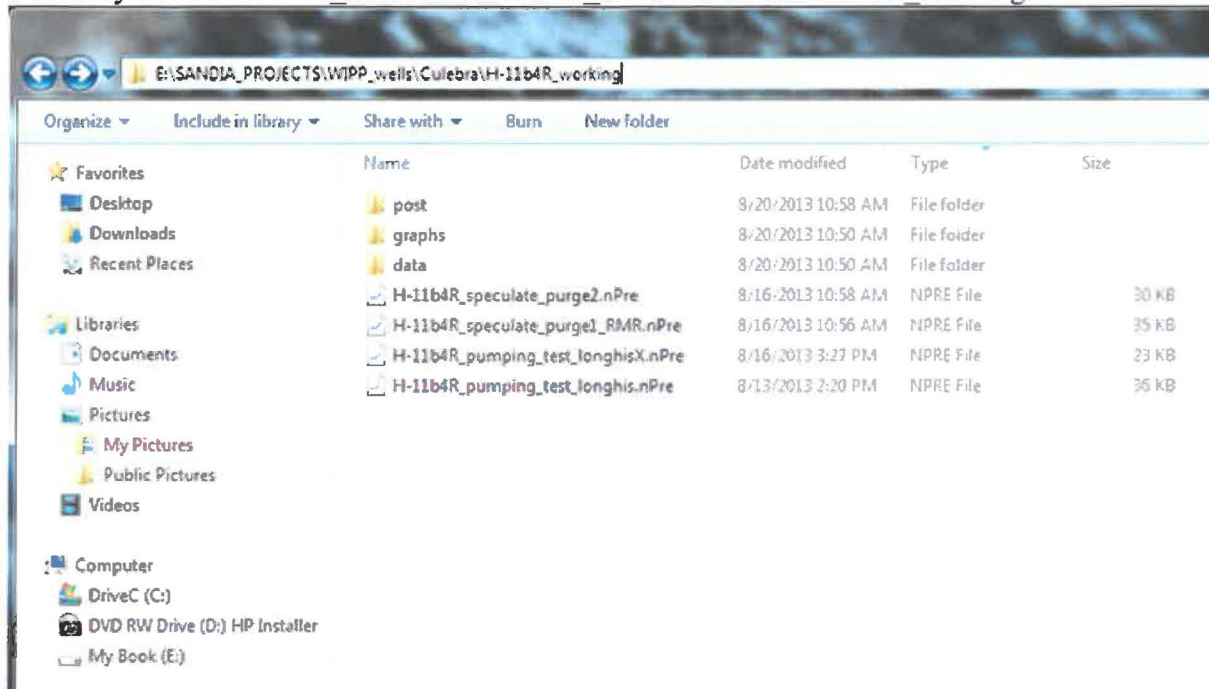 E:\SANDIA_PROJECTS\WIPP_wells\Culebra\H-11b4R_working
Organize Include in library Share with Burn New folder
Name Date modified Type Size
Favorites
Desktop
Downloads
Recent Places
Libraries
Documents
Music
Pictures
My Pictures
Public Pictures
Videos
Computer
DriveC (C:)
DVD RW Drive (D:) HP Installer
My Book (E:)
post 8/20/2013 10:58 AM File folder
graphs 8/20/2013 10:50 AM File folder
data 8/20/2013 10:50 AM File folder
H-11b4R_speculate_purge2.nPre 8/16/2013 10:58 AM NPRE File 30 KB
H-11b4R_speculate_purge1_RMR.nPre 8/16/2013 10:56 AM NPRE File 35 KB
H-11b4R_pumping_test_longhisX.nPre 8/16/2013 3:27 PM NPRE File 23 KB
H-11b4R_pumping_test_longhis.nPre 8/13/2013 2:20 PM NPRE File 36 KB